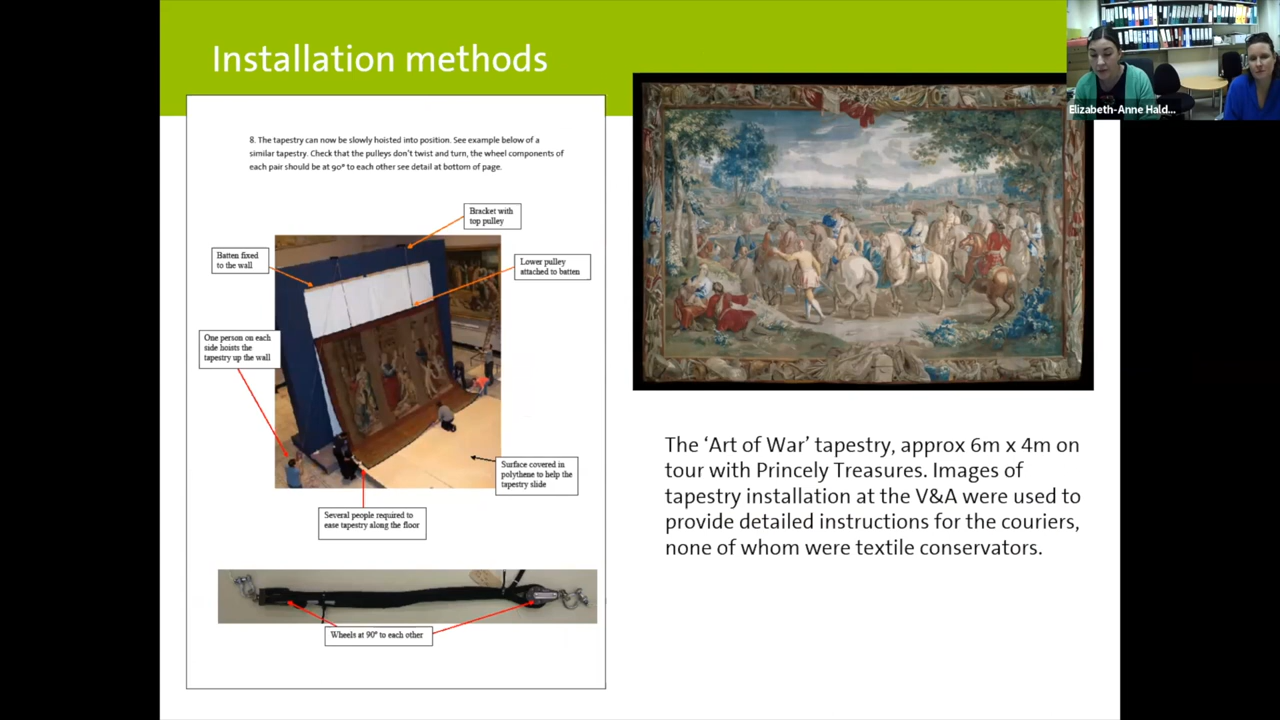 Installation methods
8. The tapestry can now be slowly hoisted into position. See example below of a
similar tapestry. Check that the pulleys don't twist and turn, the wheel components of
each pair should be at 90° to each other see detail at bottom of page.
Bracket with
top pulley
Batten fixed
to the wall
Lower pulley
attached to batten
One person on each
side hoists the
tapestry up the wall
Surface covered in
polythene to help the
tapestry slide
Several people required to
ease tapestry along the floor
Wheels at 90° to each other
Elizabeth-Anne Hald...
The ‘Art of War’ tapestry, approx 6m x 4m on
tour with Princely Treasures. Images of
tapestry installation at the V&A were used to
provide detailed instructions for the couriers,
none of whom were textile conservators.